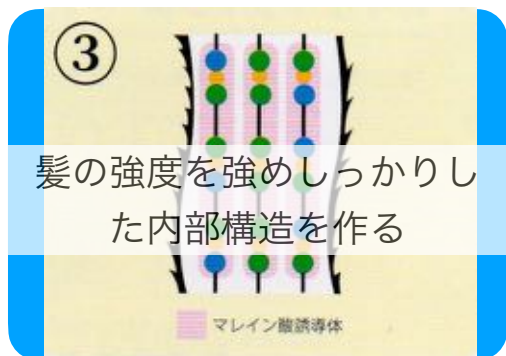 ③
髪の強度を強めしっかりし
た内部構造を作る
マレイン酸誘導体